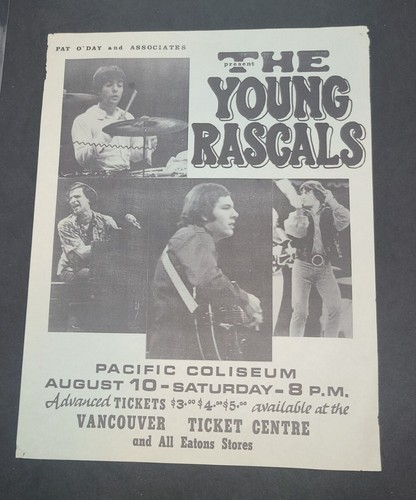 PAT O'DAY and ASSOCIATES
present
THE
YOUNG
RASCALS
PACIFIC COLISEUM
AUGUST 10 - SATURDAY - 8 P.M.
Advanced TICKETS $3.00 $4.00 $5.00 available at the
VANCOUVER TICKET CENTRE
and All Eatons Stores